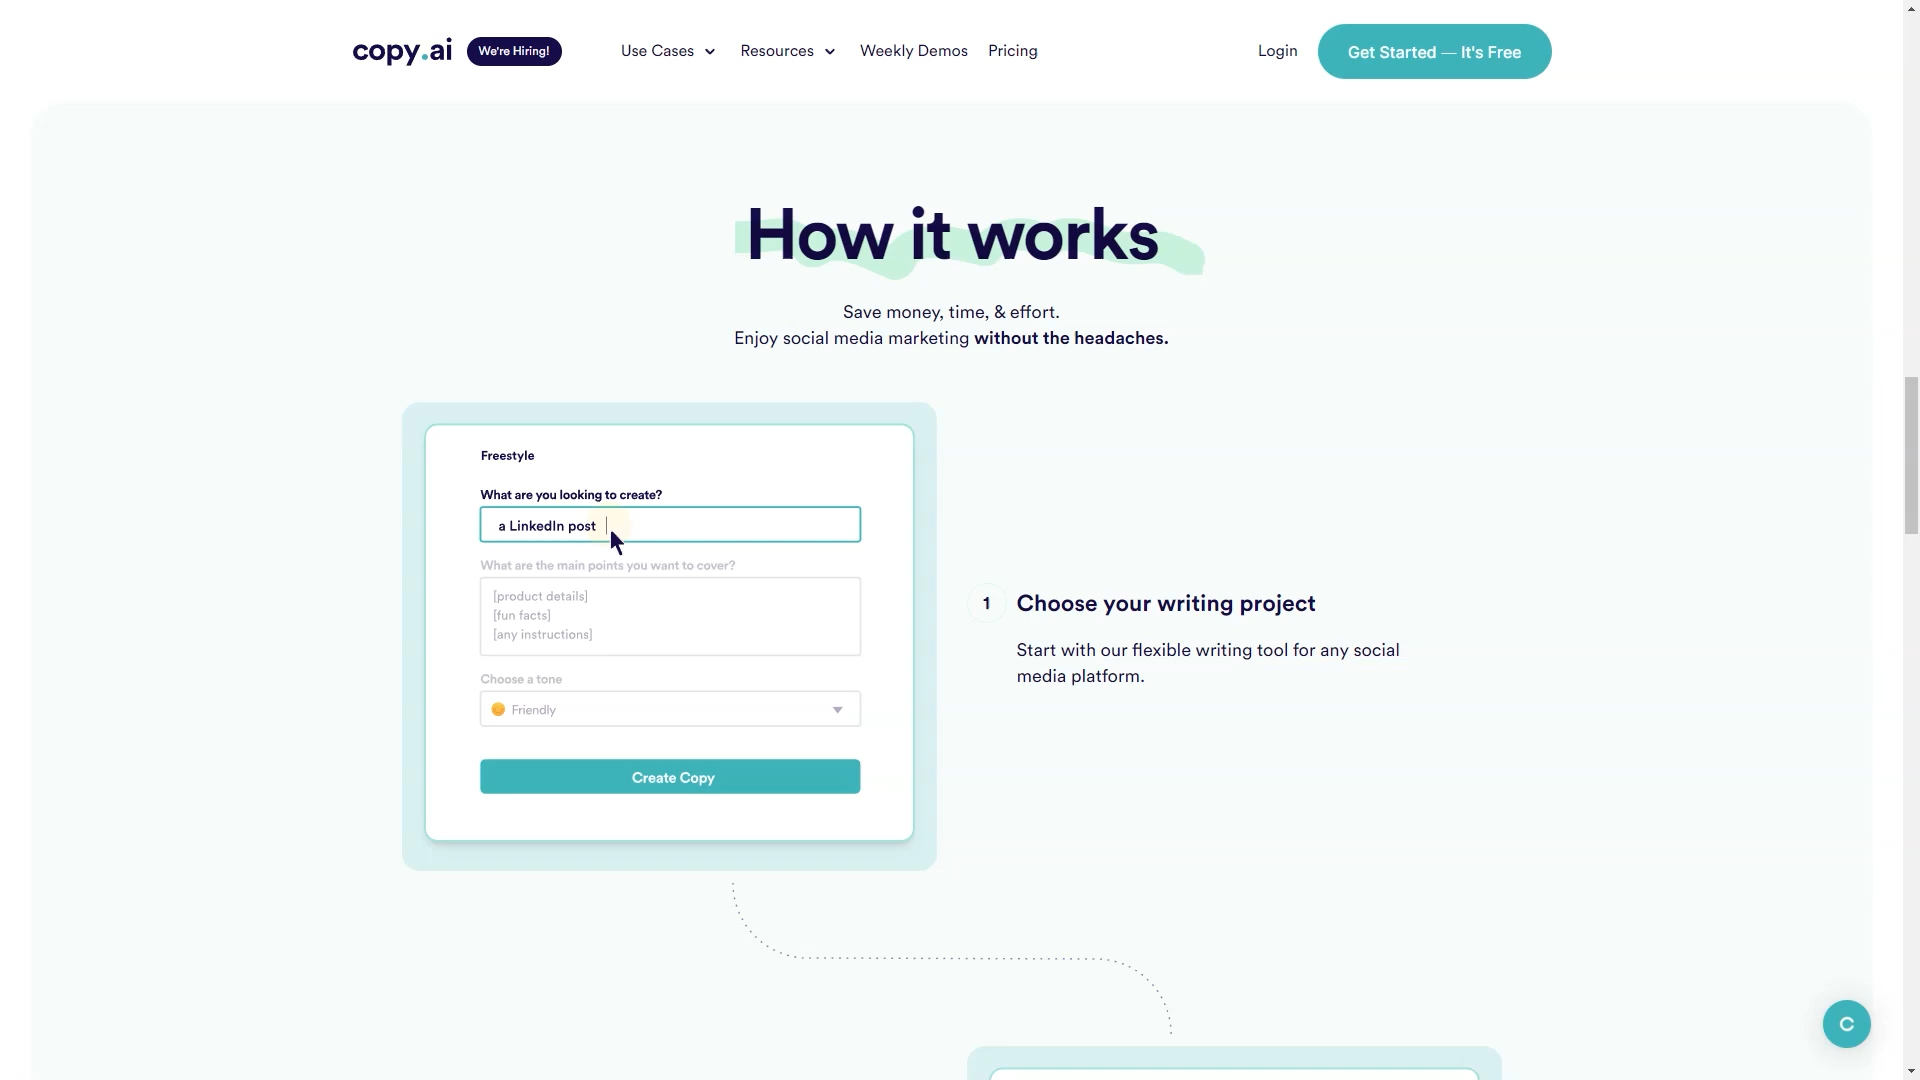 copy.ai
We're Hiring!
Use Cases
Resources
Weekly Demos
Pricing
Login
Get Started — It's Free
How it works
Save money, time, & effort.
Enjoy social media marketing without the headaches.
Freestyle
What are you looking to create?
a LinkedIn post
What are the main points you want to cover?
[product details]
[fun facts]
[any instructions]
Choose a tone
Friendly
Create Copy
1 Choose your writing project
Start with our flexible writing tool for any social
media platform.
C